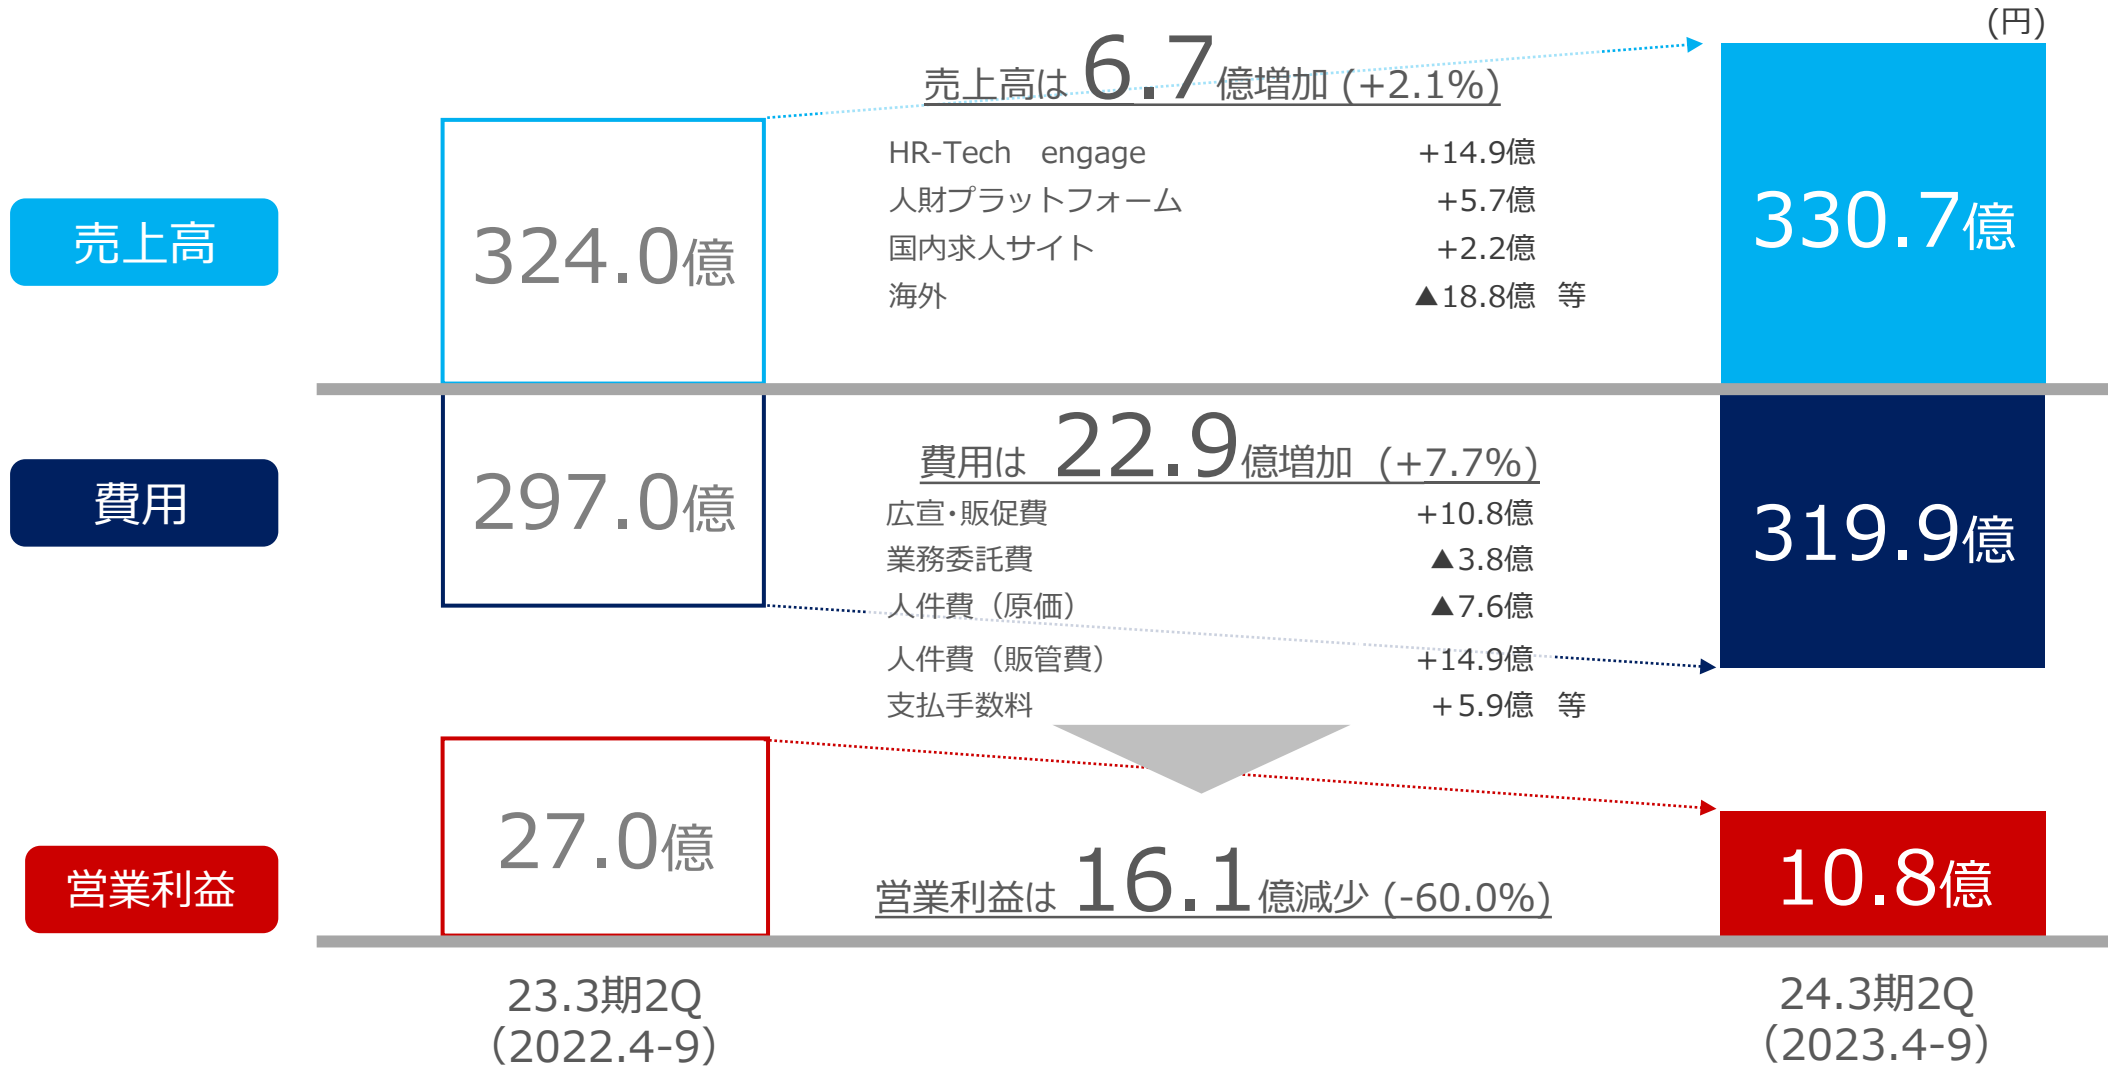 (円)
売上高は 6.7億増加 (+2.1%)
HR-Tech　engage +14.9億
人財プラットフォーム +5.7億
国内求人サイト +2.2億
海外 ▲18.8億 等
売上高
324.0億
330.7億
費用は 22.9億増加 (+7.7%)
広宣・販促費 +10.8億
業務委託費 ▲3.8億
人件費（原価） ▲7.6億
人件費（販管費） +14.9億
支払手数料 +5.9億 等
費用
297.0億
319.9億
営業利益
27.0億
営業利益は 16.1億減少 (-60.0%)
10.8億
23.3期2Q
（2022.4-9）
24.3期2Q
（2023.4-9）